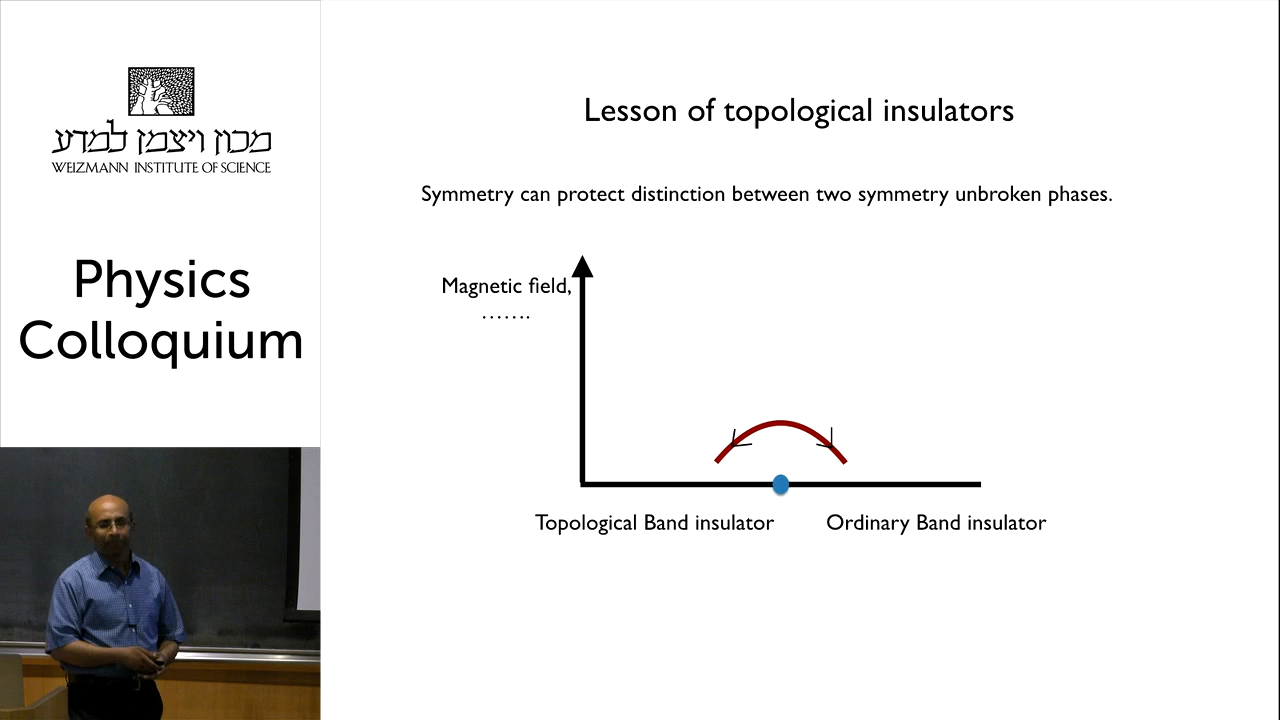 מכון ויצמן למדע
WEIZMANN INSTITUTE OF SCIENCE
Physics
Colloquium
Lesson of topological insulators
Symmetry can protect distinction between two symmetry unbroken phases.
Magnetic field,
.......
Topological Band insulator
Ordinary Band insulator